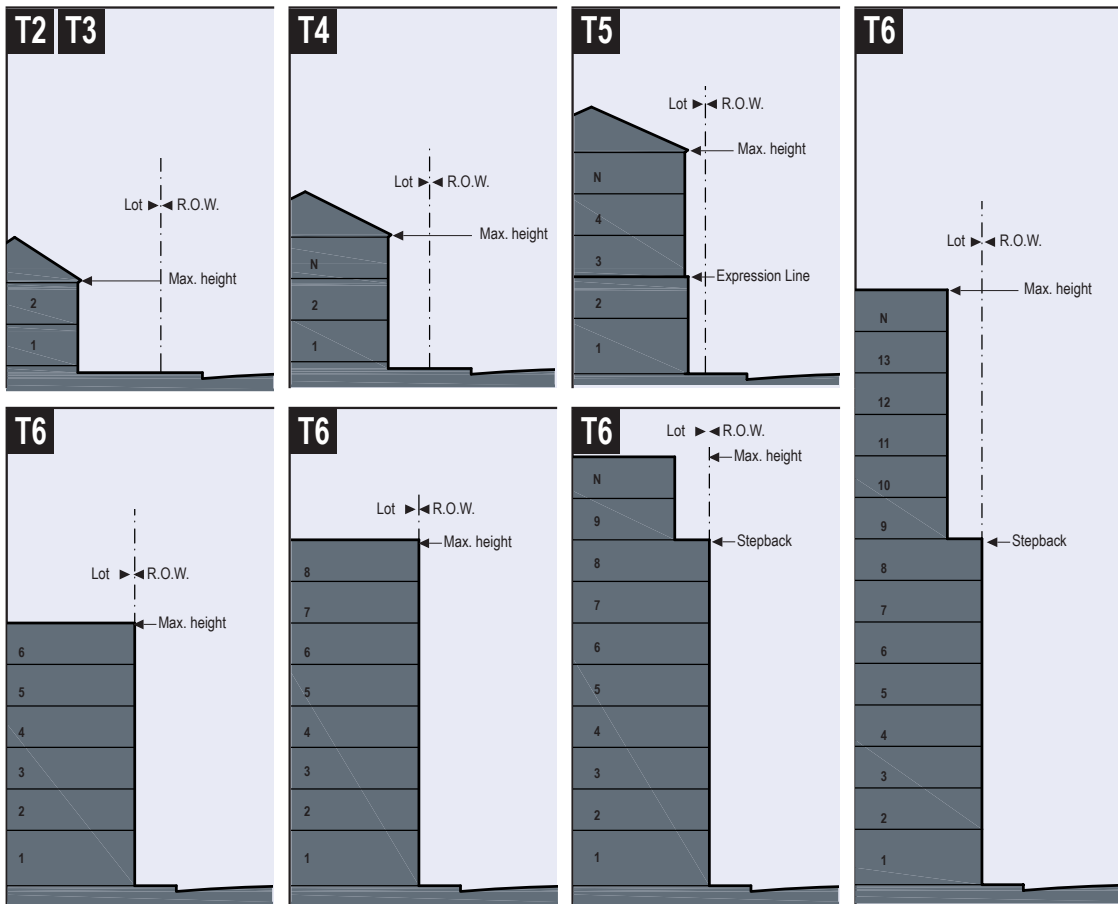 T2 T3
Lot R.O.W.
Max. height
2
1
T4
Lot R.O.W.
Max. height
N
2
1
T5
Lot R.O.W.
Max. height
N
4
3
Expression Line
2
1
T6
Lot R.O.W.
Max. height
N
13
12
11
10
9
Stepback
8
7
6
5
4
3
2
1
T6
Lot R.O.W.
Max. height
6
5
4
3
2
1
T6
Lot R.O.W.
Max. height
8
7
6
5
4
3
2
1
T6
Lot R.O.W.
Max. height
N
9
Stepback
8
7
6
5
4
3
2
1